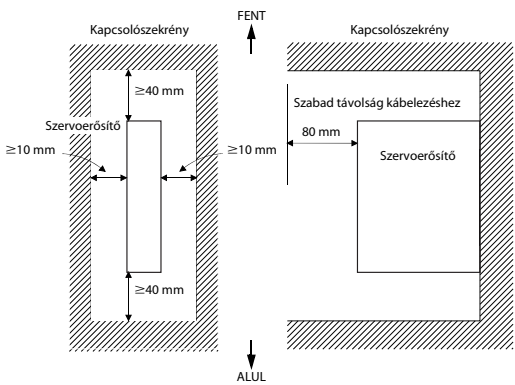 FENT
Kapcsolószekrény
Kapcsolószekrény
≥40 mm
Szabad távolság kábelezéshez
Szervoerősítő
80 mm
≥10 mm
≥10 mm
Szervoerősítő
≥40 mm
ALUL